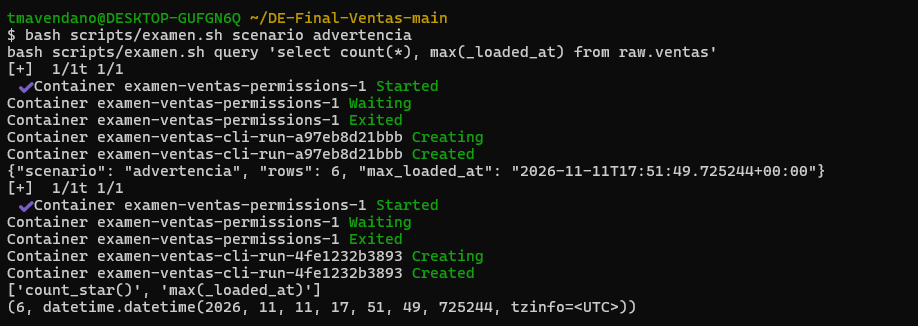 tmavendano@DESKTOP-GUFGN6Q ~/DE-Final-Ventas-main
$ bash scripts/examen.sh scenario advertencia
bash scripts/examen.sh query 'select count(*), max(_loaded_at) from raw.ventas'
[+]  1/1t 1/1
✔Container examen-ventas-permissions-1 Started
Container examen-ventas-permissions-1 Waiting
Container examen-ventas-permissions-1 Exited
Container examen-ventas-cli-run-a97eb8d21bbb Creating
Container examen-ventas-cli-run-a97eb8d21bbb Created
{"scenario": "advertencia", "rows": 6, "max_loaded_at": "2026-11-11T17:51:49.725244+00:00"}
[+]  1/1t 1/1
✔Container examen-ventas-permissions-1 Started
Container examen-ventas-permissions-1 Waiting
Container examen-ventas-permissions-1 Exited
Container examen-ventas-cli-run-4fe1232b3893 Creating
Container examen-ventas-cli-run-4fe1232b3893 Created
['count_star()', 'max(_loaded_at)']
(6, datetime.datetime(2026, 11, 11, 17, 51, 49, 725244, tzinfo=<UTC>))